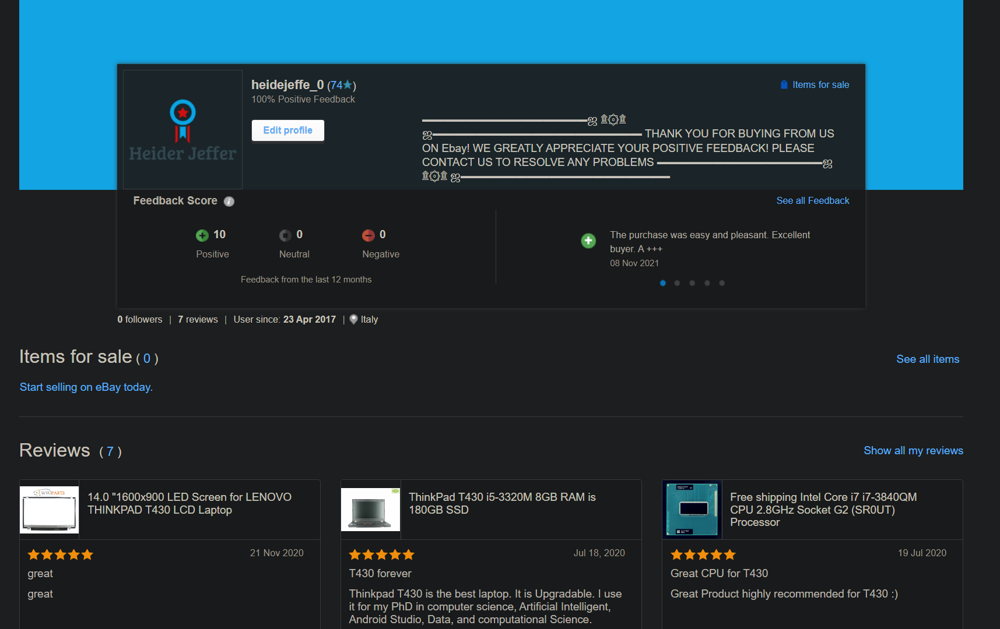 Heider Jeffer
heidejeffe_0 (74★)
100% Positive Feedback
Edit profile
Items for sale
▬▬▬▬▬▬▬▬▬▬▬▬▬▬▬▬▬▬ஜ ۩۞۩
ஜ▬▬▬▬▬▬▬▬▬▬▬▬▬▬▬▬▬▬▬▬▬▬▬ THANK YOU FOR BUYING FROM US
ON Ebay! WE GREATLY APPRECIATE YOUR POSITIVE FEEDBACK! PLEASE
CONTACT US TO RESOLVE ANY PROBLEMS ▬▬▬▬▬▬▬▬▬▬▬▬▬▬▬▬▬▬ஜ
۩۞۩ ஜ▬▬▬▬▬▬▬▬▬▬▬▬▬▬▬▬▬▬▬▬▬▬▬
Feedback Score
See all Feedback
10
Positive
0
Neutral
0
Negative
Feedback from the last 12 months
The purchase was easy and pleasant. Excellent
buyer. A +++
08 Nov 2021
0 followers | 7 reviews | User since: 23 Apr 2017 | Italy
Items for sale ( 0 )
See all items
Start selling on eBay today.
Reviews ( 7 )
Show all my reviews
WIKIPARTS
14.0 "1600x900 LED Screen for LENOVO
THINKPAD T430 LCD Laptop
21 Nov 2020
great
great
ThinkPad T430 i5-3320M 8GB RAM is
180GB SSD
Jul 18, 2020
T430 forever
Thinkpad T430 is the best laptop. It is Upgradable. I use
it for my PhD in computer science, Artificial Intelligent,
Android Studio, Data, and computational Science.
Free shipping Intel Core i7 i7-3840QM
CPU 2.8GHz Socket G2 (SR0UT)
Processor
19 Jul 2020
Great CPU for T430
Great Product highly recommended for T430 :)